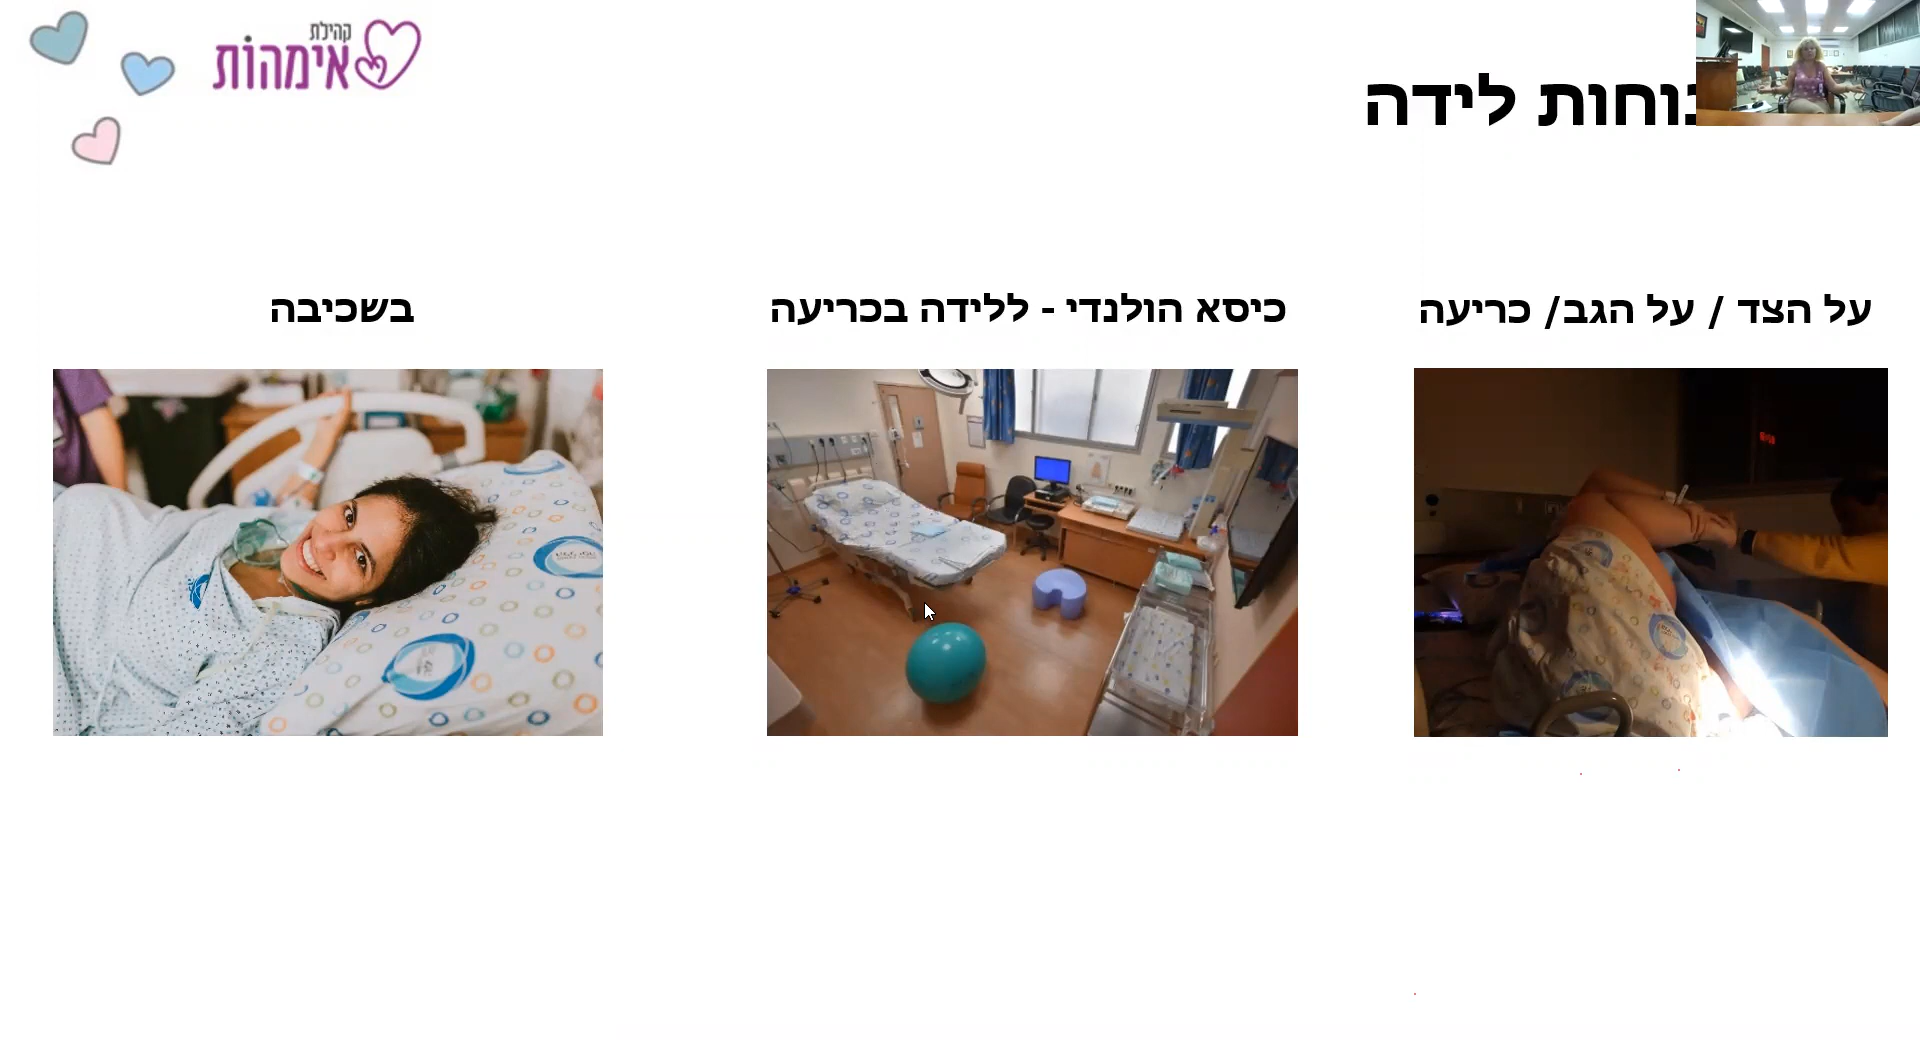 קהילת
אימהות
לידה
על הצד / על הגב/ כריעה
כיסא הולנדי - ללידה בכריעה
בשכיבה